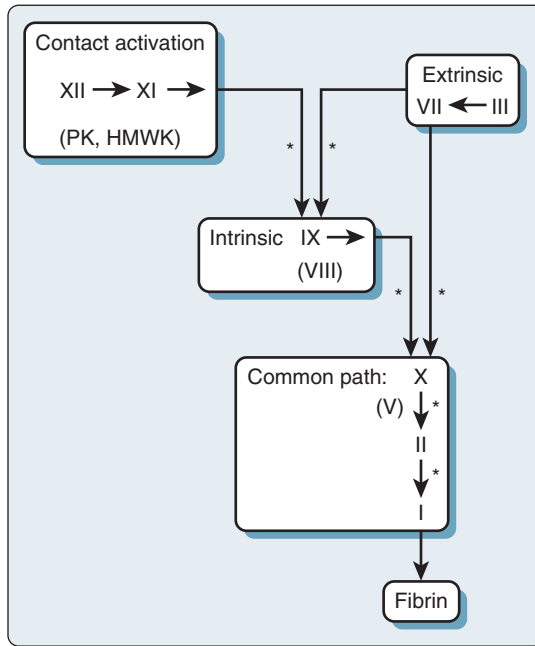 Contact activation
XII → XI →
(PK, HMWK)
Extrinsic
VII ← III
*
*
Intrinsic IX →
(VIII)
*
*
Common path: X
(V)
*
II
*
I
Fibrin